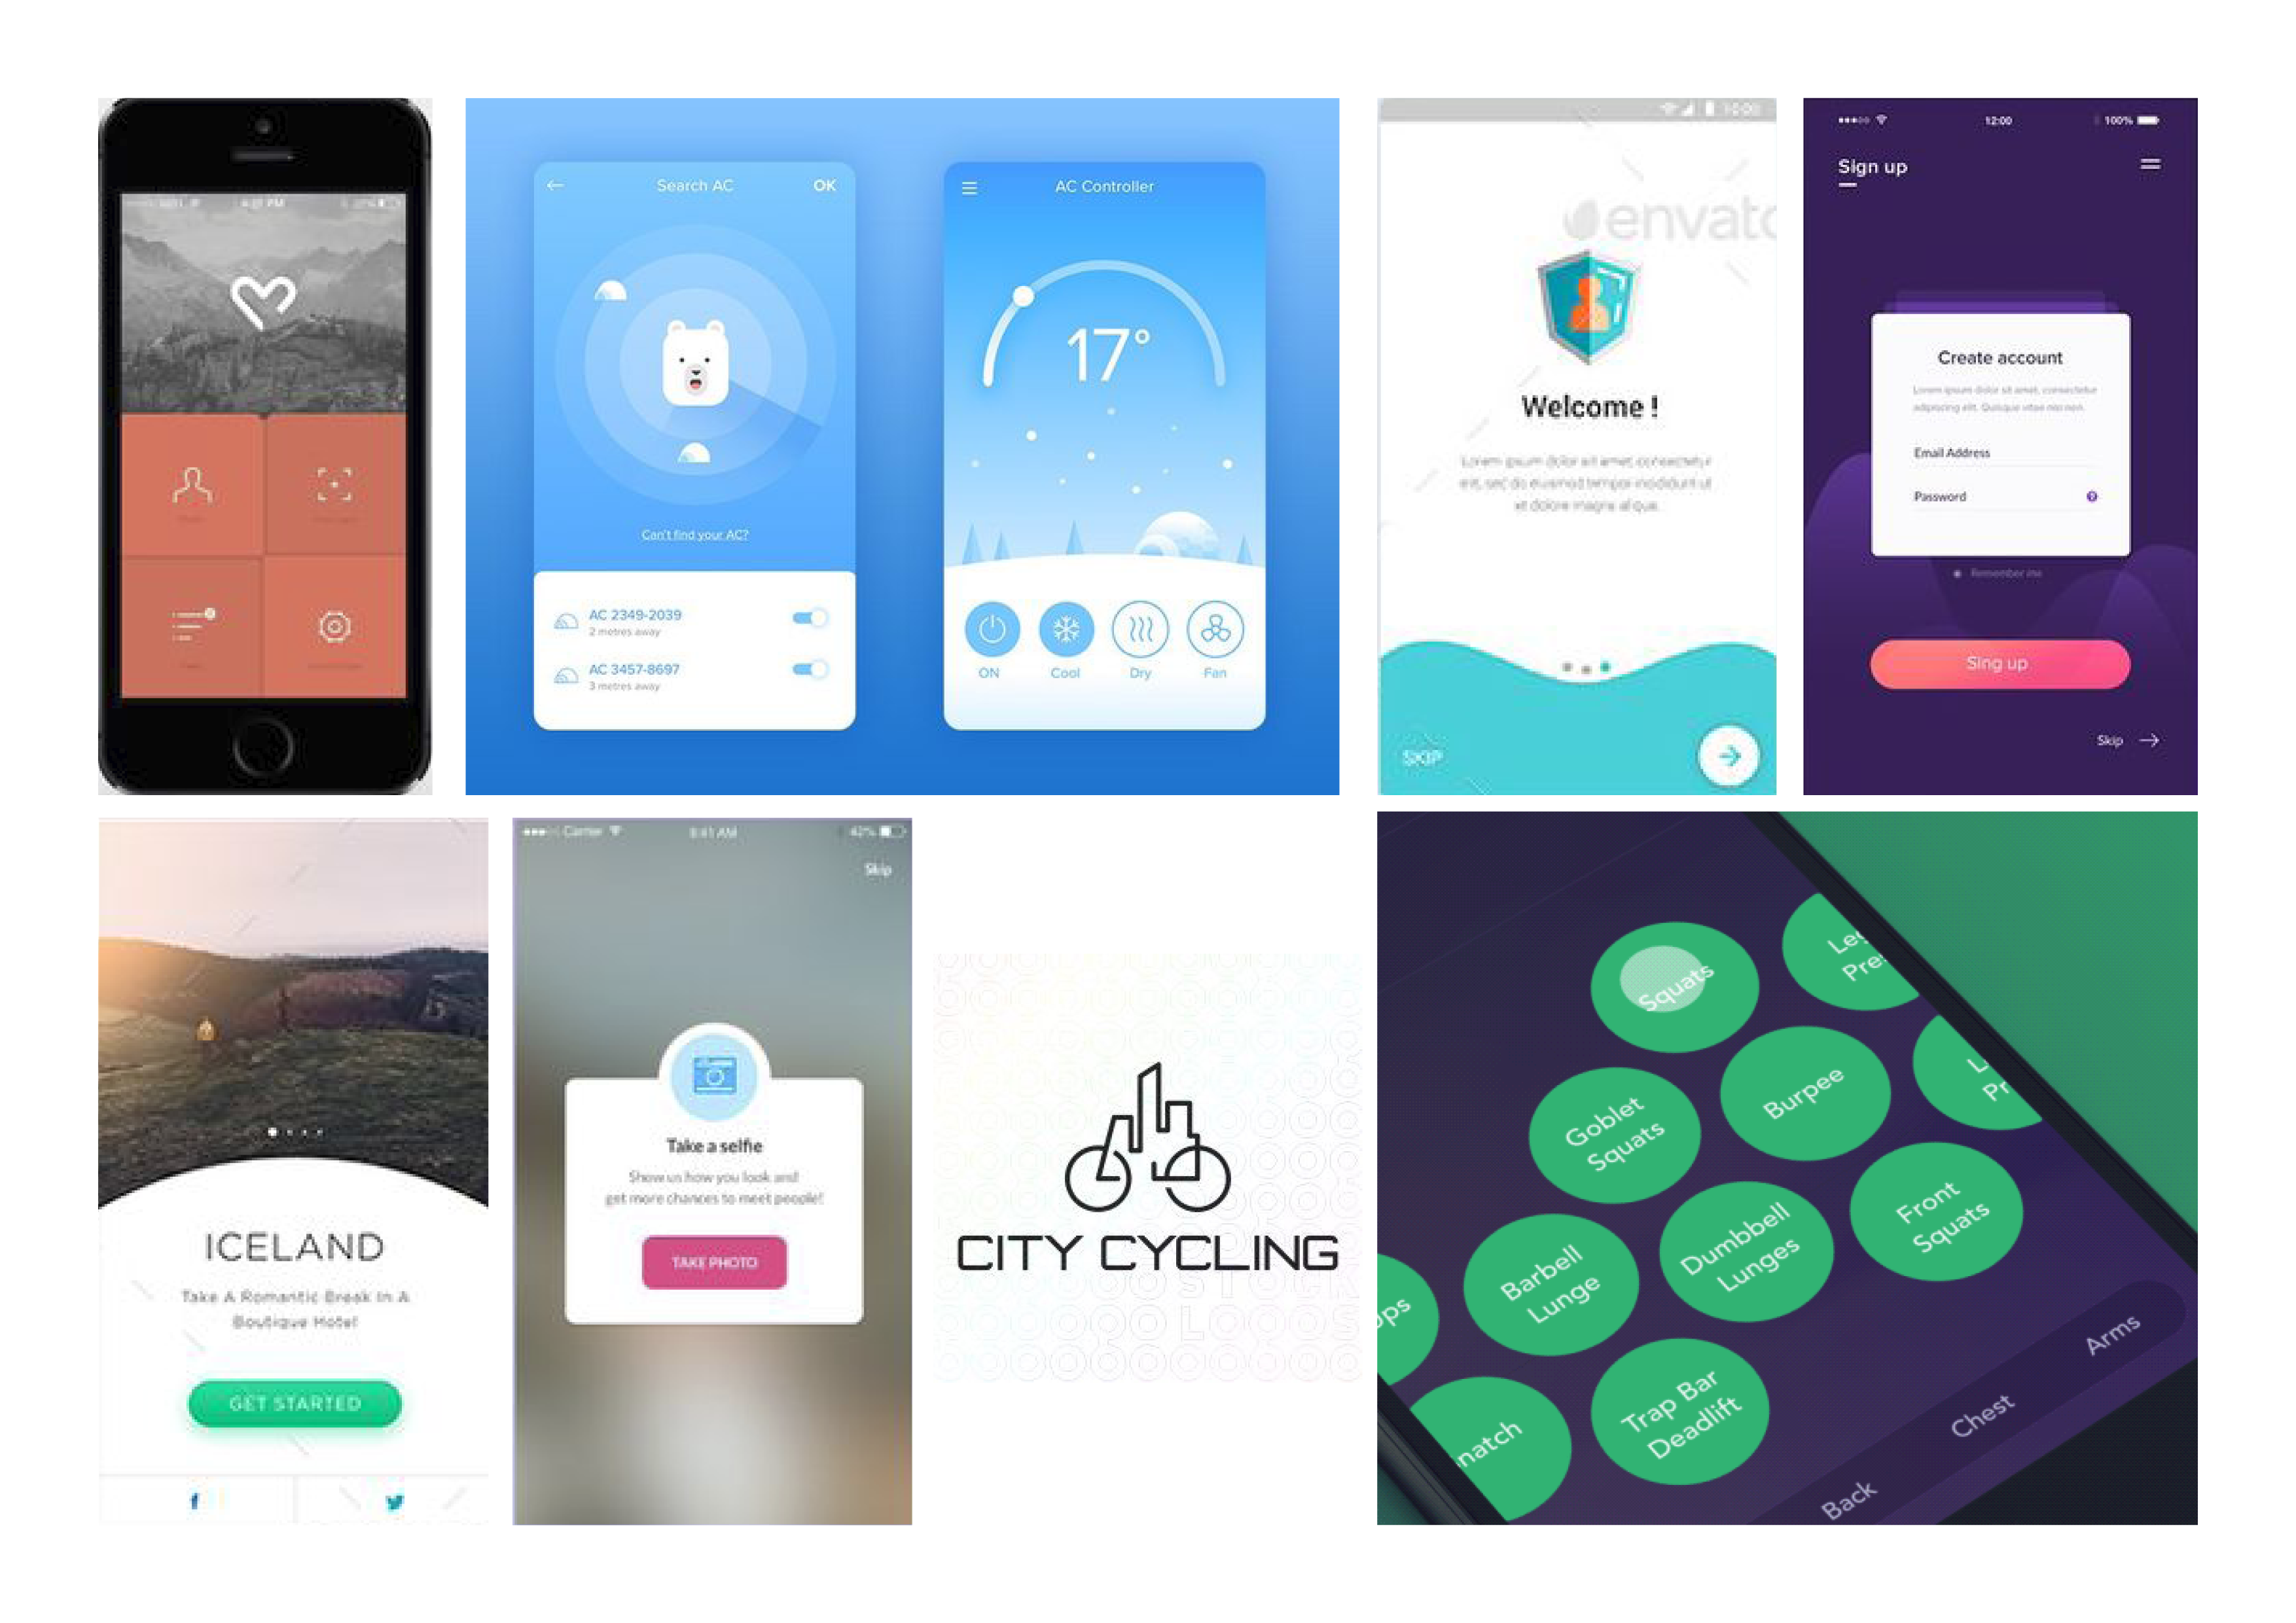 4:21 PM
Search AC
OK
Can't find your AC?
AC 2349-2039
2 metres away
AC 3457-8697
3 metres away
AC Controller
17°
ON
Cool
Dry
Fan
10:00
envato
Welcome !
Lorem ipsum dolor sit amet, consectetur
elit, sec do eiusmod tempor incididunt ut
et dolore magna aliqua.
SKIP
12:00
100%
Sign up
Create account
Lorem ipsum dolor sit amet, consectetur
adipiscing elit. Quisque vitae nisi non.
Email Address
Password
Remember me
Sing up
Skip
ICELAND
Take A Romantic Break In A
Boutique Hotel
GET STARTED
Carrier
9:41 AM
42%
Skip
Take a selfie
Show us how you look and
get more chances to meet people!
TAKE PHOTO
CITY CYCLING
Squats
Leg
Pre
Goblet
Squats
Burpee
L
Pr
Barbell
Lunge
Dumbbell
Lunges
Front
Squats
ps
natch
Trap Bar
Deadlift
Back
Chest
Arms